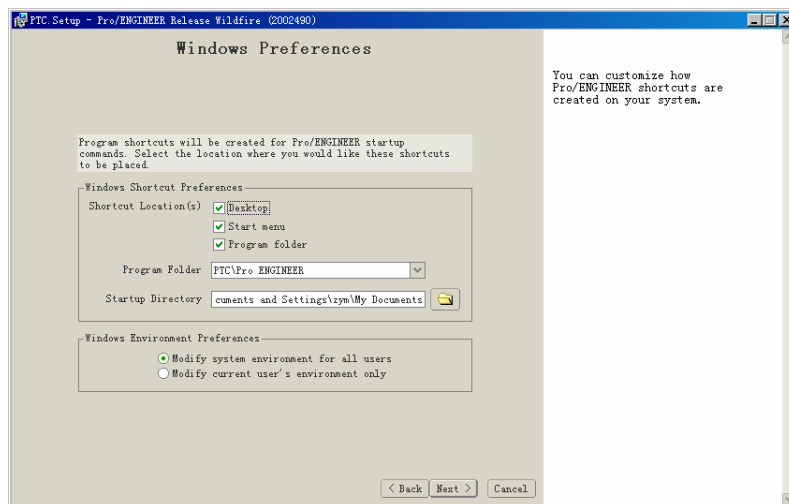 PTC.Setup - Pro/ENGINEER Release Wildfire (2002490)
Windows Preferences
You can customize how
Pro/ENGINEER shortcuts are
created on your system.
Program shortcuts will be created for Pro/ENGINEER startup
commands. Select the location where you would like these shortcuts
to be placed.
Windows Shortcut Preferences
Shortcut Location(s) Desktop
Start menu
Program folder
Program Folder PTC\Pro ENGINEER
Startup Directory cuments and Settings\zym\My Documents
Windows Environment Preferences
Modify system environment for all users
Modify current user's environment only
< Back Next > Cancel